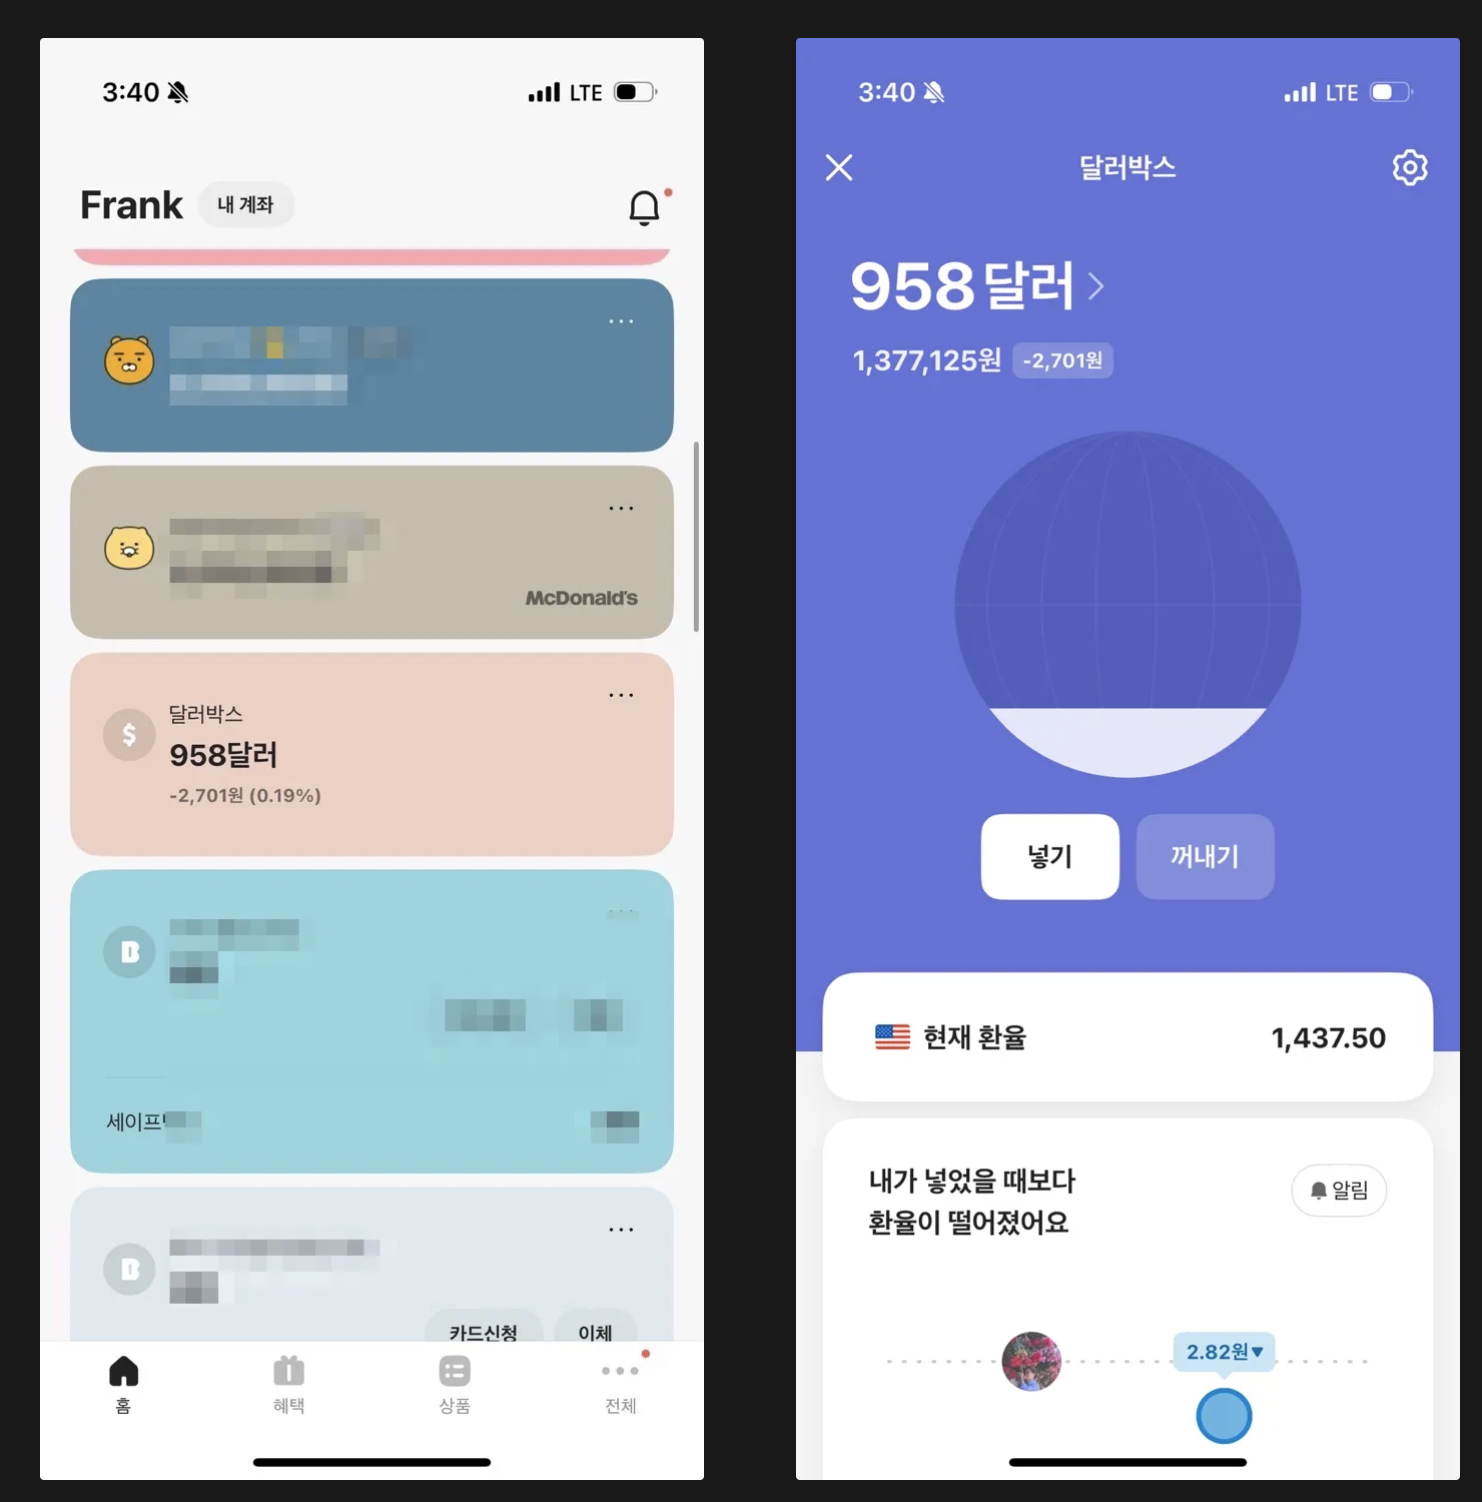 3:40
LTE
Frank
내 계좌
McDonald's
달러박스
958달러
-2,701원 (0.19%)
세이프
카드신청
이체
홈
혜택
상품
전체
3:40
LTE
달러박스
958 달러
1,377,125원
-2,701원
넣기
꺼내기
현재 환율
1,437.50
내가 넣었을 때보다
환율이 떨어졌어요
알림
2.82원▼